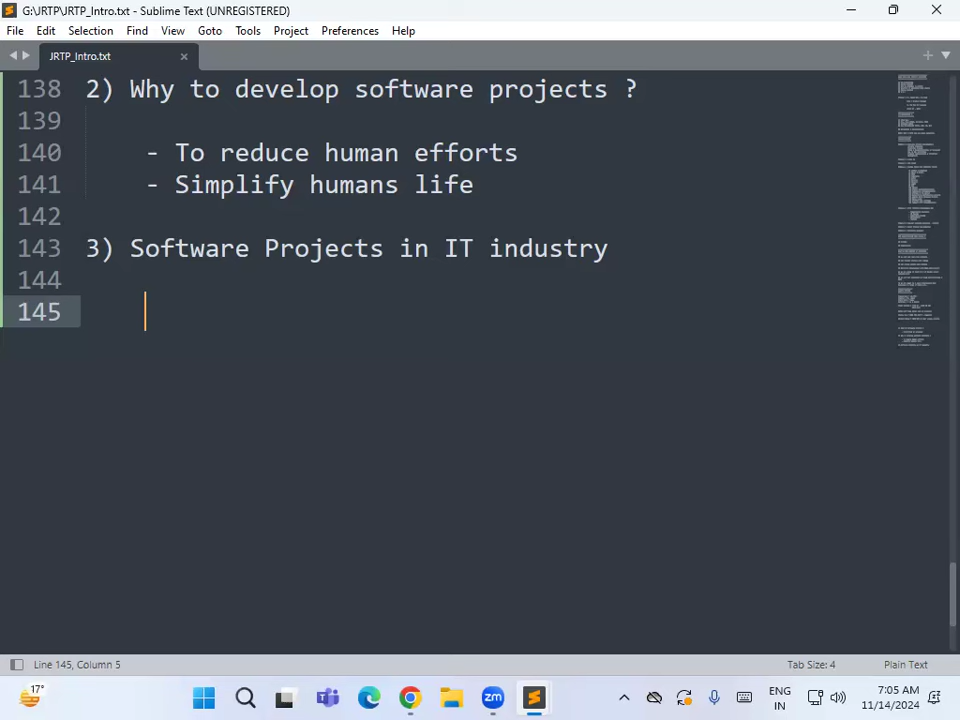 G:\JRTP\JRTP_Intro.txt - Sublime Text (UNREGISTERED)
File Edit Selection Find View Goto Tools Project Preferences Help
JRTP_Intro.txt
138 2) Why to develop software projects ?
139
140 - To reduce human efforts
141 - Simplify humans life
142
143 3) Software Projects in IT industry
144
145
Line 145, Column 5 Tab Size: 4 Plain Text
17° ENG IN 7:05 AM 11/14/2024